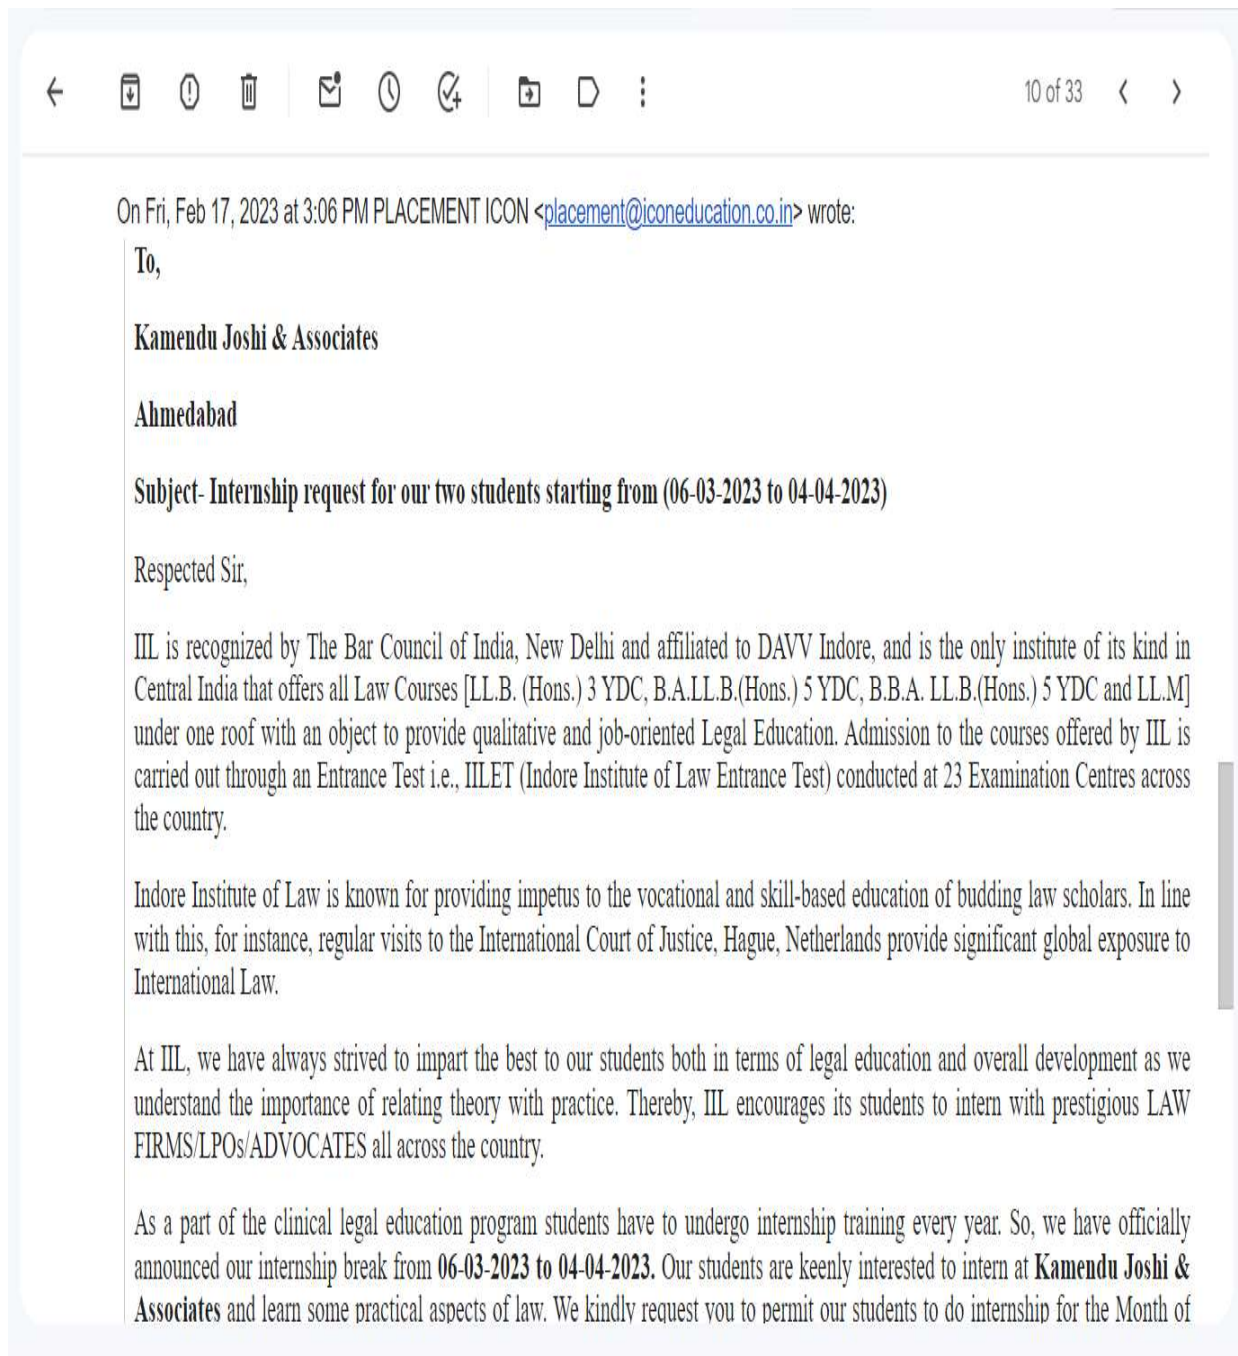 10 of 33
On Fri, Feb 17, 2023 at 3:06 PM PLACEMENT ICON <placement@iconeducation.co.in> wrote:
To,
Kamendu Joshi & Associates
Ahmedabad
Subject- Internship request for our two students starting from (06-03-2023 to 04-04-2023)
Respected Sir,
IIL is recognized by The Bar Council of India, New Delhi and affiliated to DAVV Indore, and is the only institute of its kind in
Central India that offers all Law Courses [LL.B. (Hons.) 3 YDC, B.A.LL.B.(Hons.) 5 YDC, B.B.A. LL.B.(Hons.) 5 YDC and LL.M]
under one roof with an object to provide qualitative and job-oriented Legal Education. Admission to the courses offered by IIL is
carried out through an Entrance Test i.e., IILET (Indore Institute of Law Entrance Test) conducted at 23 Examination Centres across
the country.
Indore Institute of Law is known for providing impetus to the vocational and skill-based education of budding law scholars. In line
with this, for instance, regular visits to the International Court of Justice, Hague, Netherlands provide significant global exposure to
International Law.
At IIL, we have always strived to impart the best to our students both in terms of legal education and overall development as we
understand the importance of relating theory with practice. Thereby, IIL encourages its students to intern with prestigious LAW
FIRMS/LPOs/ADVOCATES all across the country.
As a part of the clinical legal education program students have to undergo internship training every year. So, we have officially
announced our internship break from 06-03-2023 to 04-04-2023. Our students are keenly interested to intern at Kamendu Joshi &
Associates and learn some practical aspects of law. We kindly request you to permit our students to do internship for the Month of